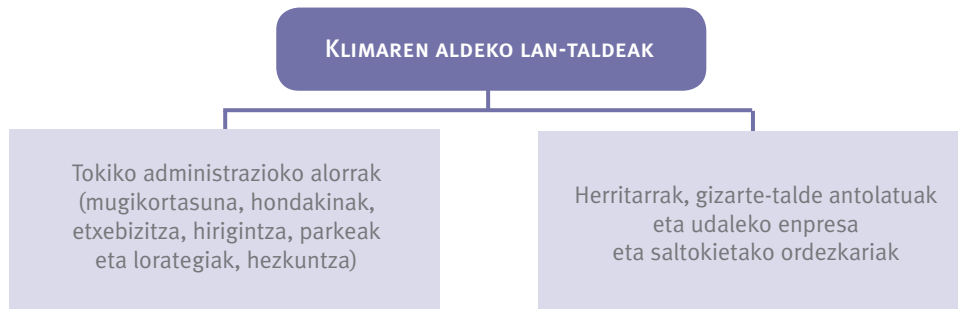 KLIMAREN ALDEKO LAN-TALDEAK
Tokiko administrazioko alorrak
(mugikortasuna, hondakinak,
etxebizitza, hirigintza, parkeak
eta lorategiak, hezkuntza)
Herritarrak, gizarte-talde antolatuak
eta udaleko enpresa
eta saltokietako ordezkariak